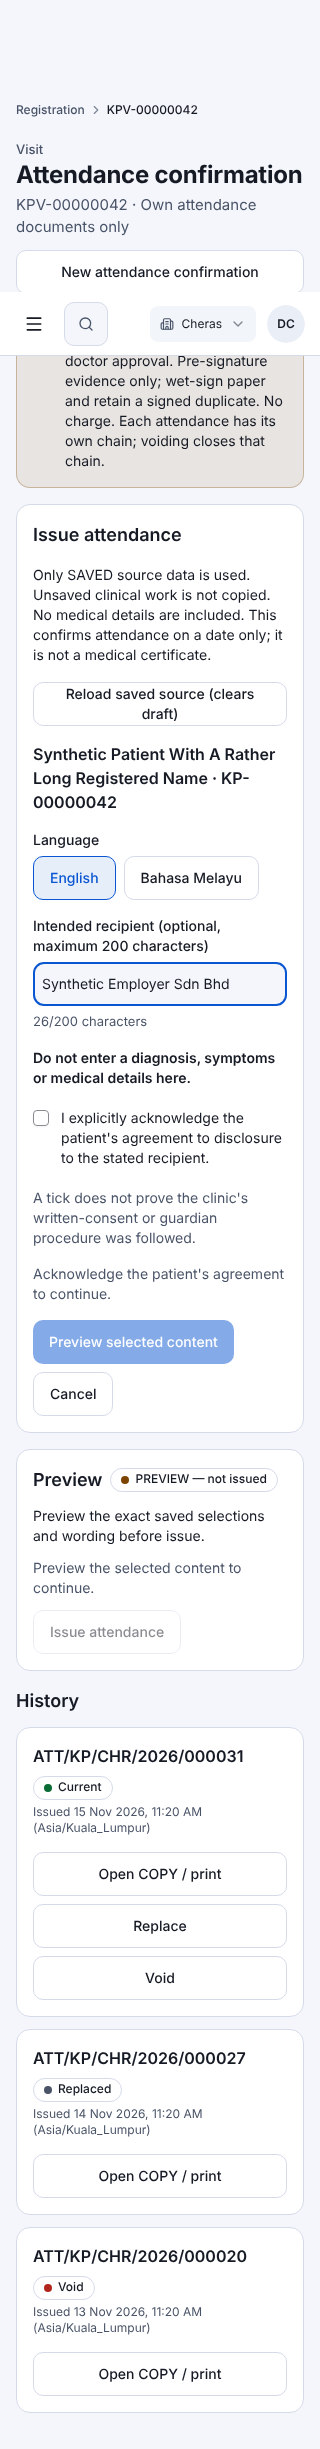 Registration > KPV-00000042
Visit
Attendance confirmation
KPV-00000042 · Own attendance
documents only
New attendance confirmation
Cheras
DC
doctor approval. Pre-signature
evidence only; wet-sign paper
and retain a signed duplicate. No
charge. Each attendance has its
own chain; voiding closes that
chain.
Issue attendance
Only SAVED source data is used.
Unsaved clinical work is not copied.
No medical details are included. This
confirms attendance on a date only; it
is not a medical certificate.
Reload saved source (clears
draft)
Synthetic Patient With A Rather
Long Registered Name · KP-
00000042
Language
English
Bahasa Melayu
Intended recipient (optional,
maximum 200 characters)
Synthetic Employer Sdn Bhd
26/200 characters
Do not enter a diagnosis, symptoms
or medical details here.
I explicitly acknowledge the
patient's agreement to disclosure
to the stated recipient.
A tick does not prove the clinic's
written-consent or guardian
procedure was followed.
Acknowledge the patient's agreement
to continue.
Preview selected content
Cancel
Preview
PREVIEW — not issued
Preview the exact saved selections
and wording before issue.
Preview the selected content to
continue.
Issue attendance
History
ATT/KP/CHR/2026/000031
Current
Issued 15 Nov 2026, 11:20 AM
(Asia/Kuala_Lumpur)
Open COPY / print
Replace
Void
ATT/KP/CHR/2026/000027
Replaced
Issued 14 Nov 2026, 11:20 AM
(Asia/Kuala_Lumpur)
Open COPY / print
ATT/KP/CHR/2026/000020
Void
Issued 13 Nov 2026, 11:20 AM
(Asia/Kuala_Lumpur)
Open COPY / print